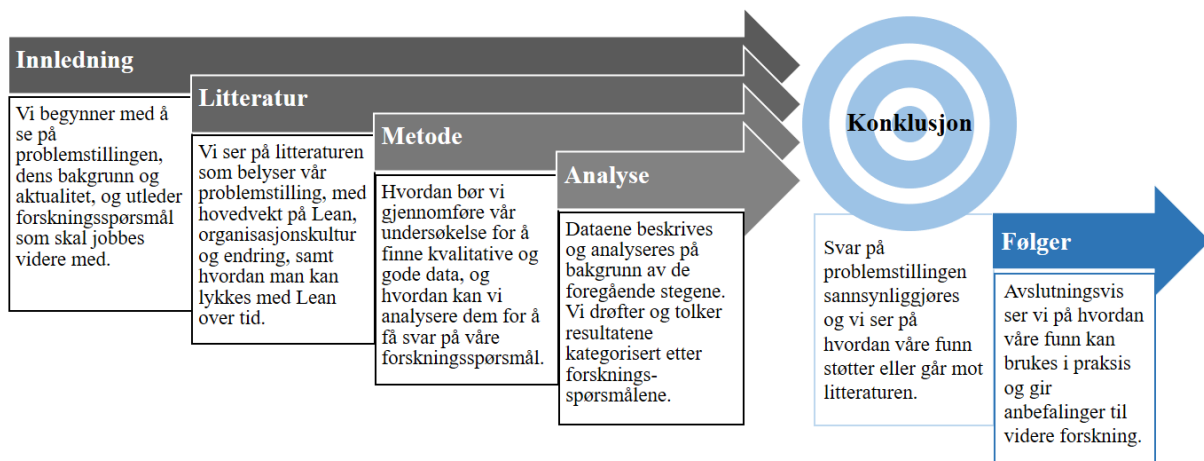 Innledning
Vi begynner med å
se på
problemstillingen,
dens bakgrunn og
aktualitet, og utleder
forskningsspørsmål
som skal jobbes
videre med.
Litteratur
Vi ser på litteraturen
som belyser vår
problemstilling, med
hovedvekt på Lean,
organisasjonskultur
og endring, samt
hvordan man kan
lykkes med Lean
over tid.
Metode
Hvordan bør vi
gjennomføre vår
undersøkelse for å
finne kvalitative og
gode data, og
hvordan kan vi
analysere dem for å
få svar på våre
forskningsspørsmål.
Analyse
Dataene beskrives
og analyseres på
bakgrunn av de
foregående stegene.
Vi drøfter og tolker
resultatene
kategorisert etter
forsknings-
spørsmålene.
Konklusjon
Svar på
problemstillingen
sannsynliggjøres
og vi ser på
hvordan våre funn
støtter eller går mot
litteraturen.
Følger
Avslutningsvis
ser vi på hvordan
våre funn kan
brukes i praksis
og gir
anbefalinger til
videre forskning.